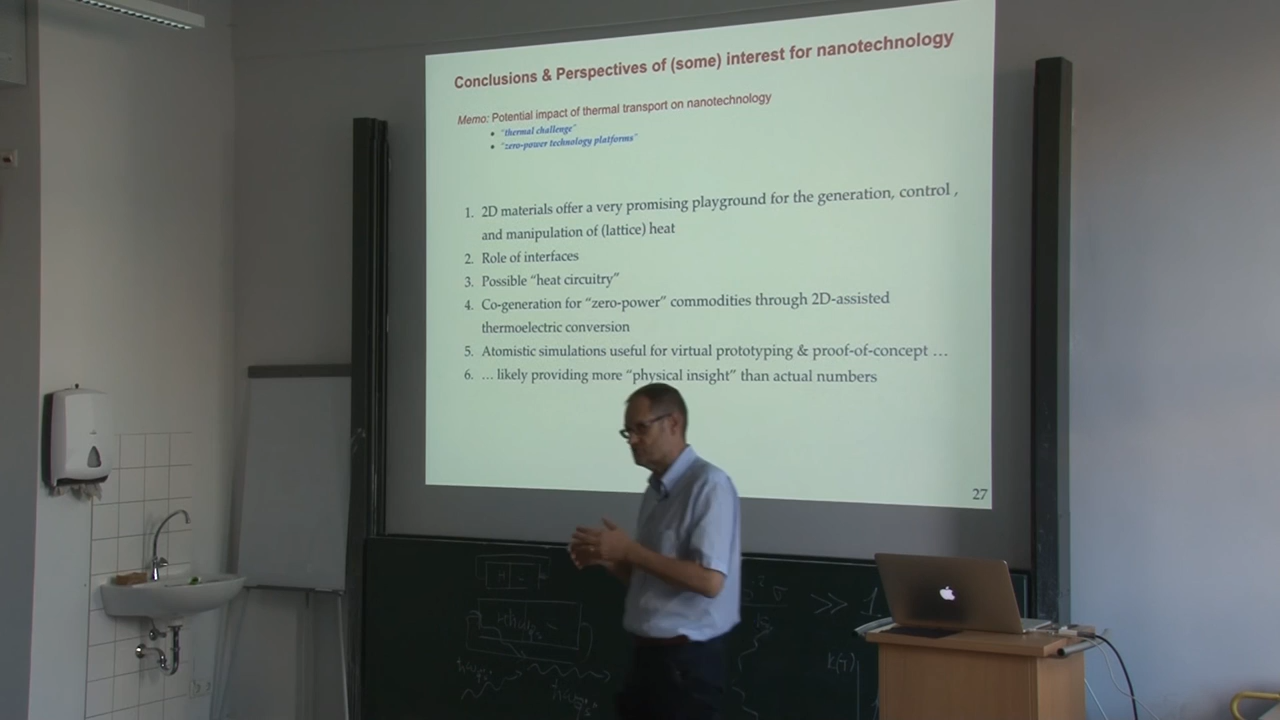 Conclusions & Perspectives of (some) interest for nanotechnology
Memo: Potential impact of thermal transport on nanotechnology
• "thermal challenge"
• "zero-power technology platforms"
1. 2D materials offer a very promising playground for the generation, control ,
and manipulation of (lattice) heat
2. Role of interfaces
3. Possible "heat circuitry"
4. Co-generation for "zero-power" commodities through 2D-assisted
thermoelectric conversion
5. Atomistic simulations useful for virtual prototyping & proof-of-concept …
6. … likely providing more "physical insight" than actual numbers
27
>> 1